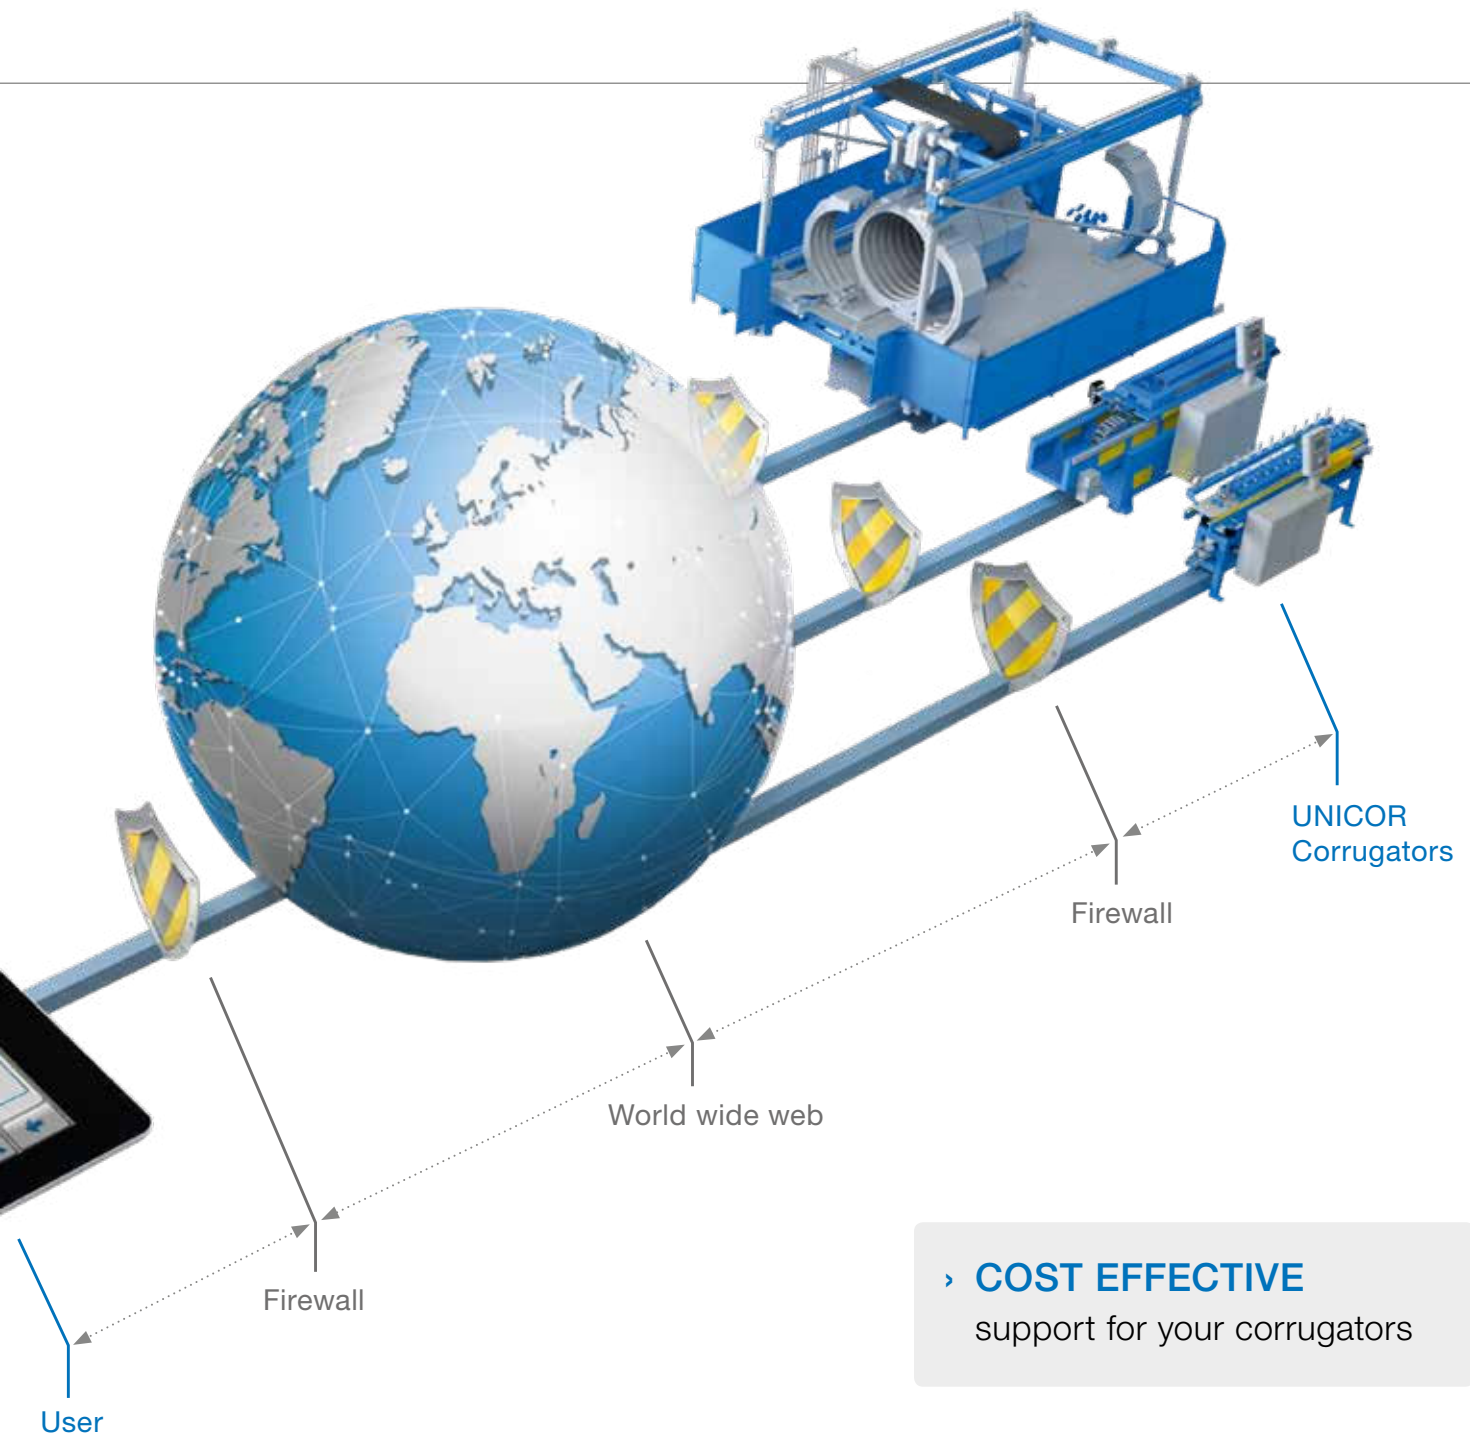 UNICOR
Corrugators
Firewall
World wide web
Firewall
User
› COST EFFECTIVE
support for your corrugators